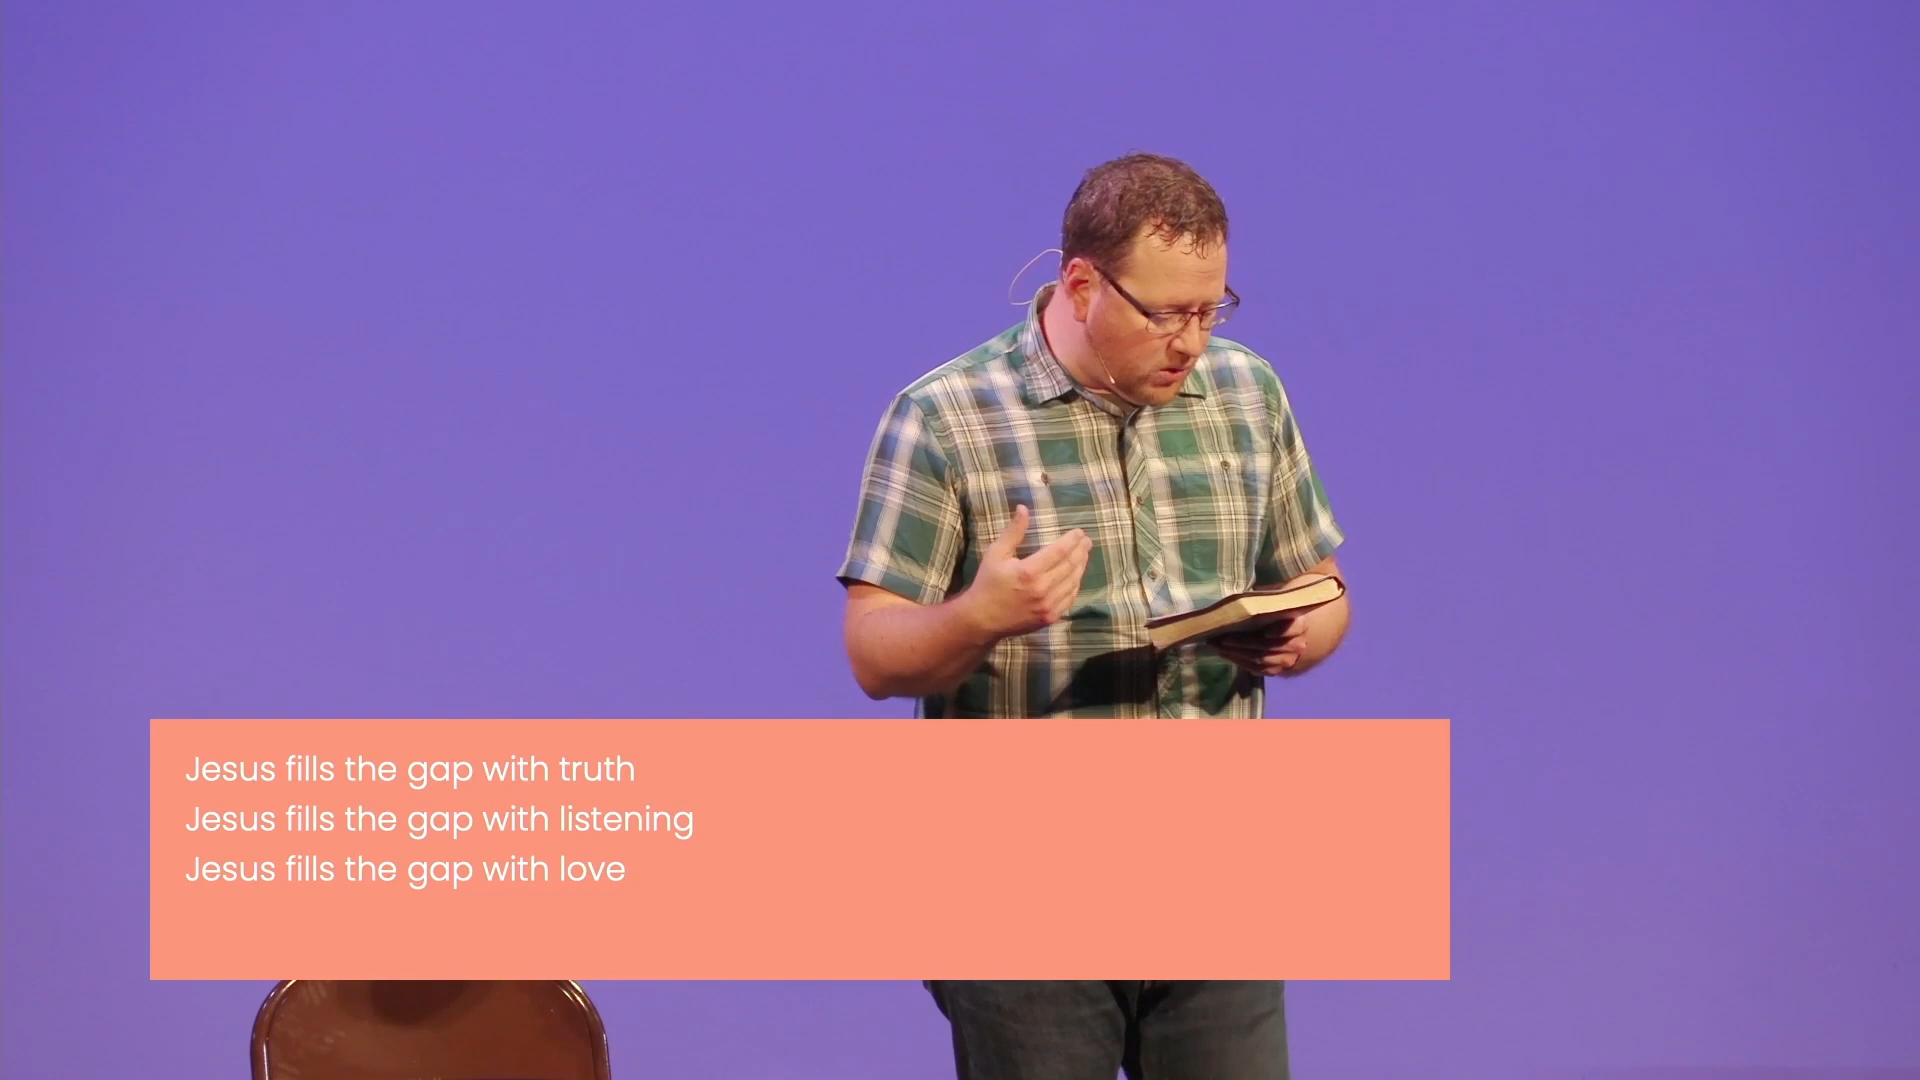 Jesus fills the gap with truth
Jesus fills the gap with listening
Jesus fills the gap with love